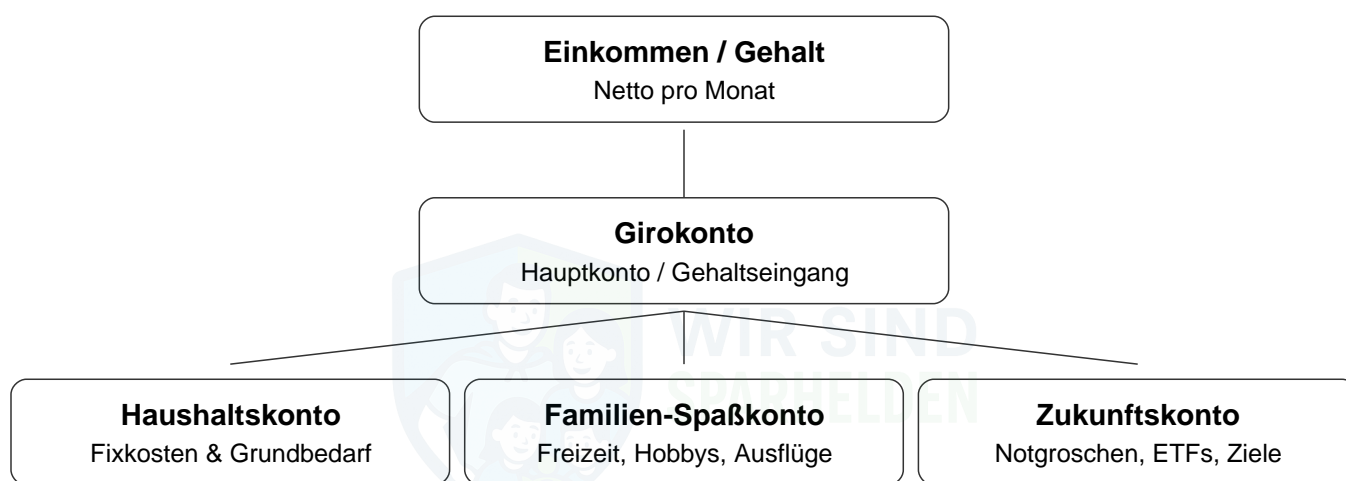 Einkommen / Gehalt
Netto pro Monat
Girokonto
Hauptkonto / Gehaltseingang
WIR SIND
SPARHELDEN
Haushaltskonto
Fixkosten & Grundbedarf
Familien-Spaßkonto
Freizeit, Hobbys, Ausflüge
Zukunftskonto
Notgroschen, ETFs, Ziele